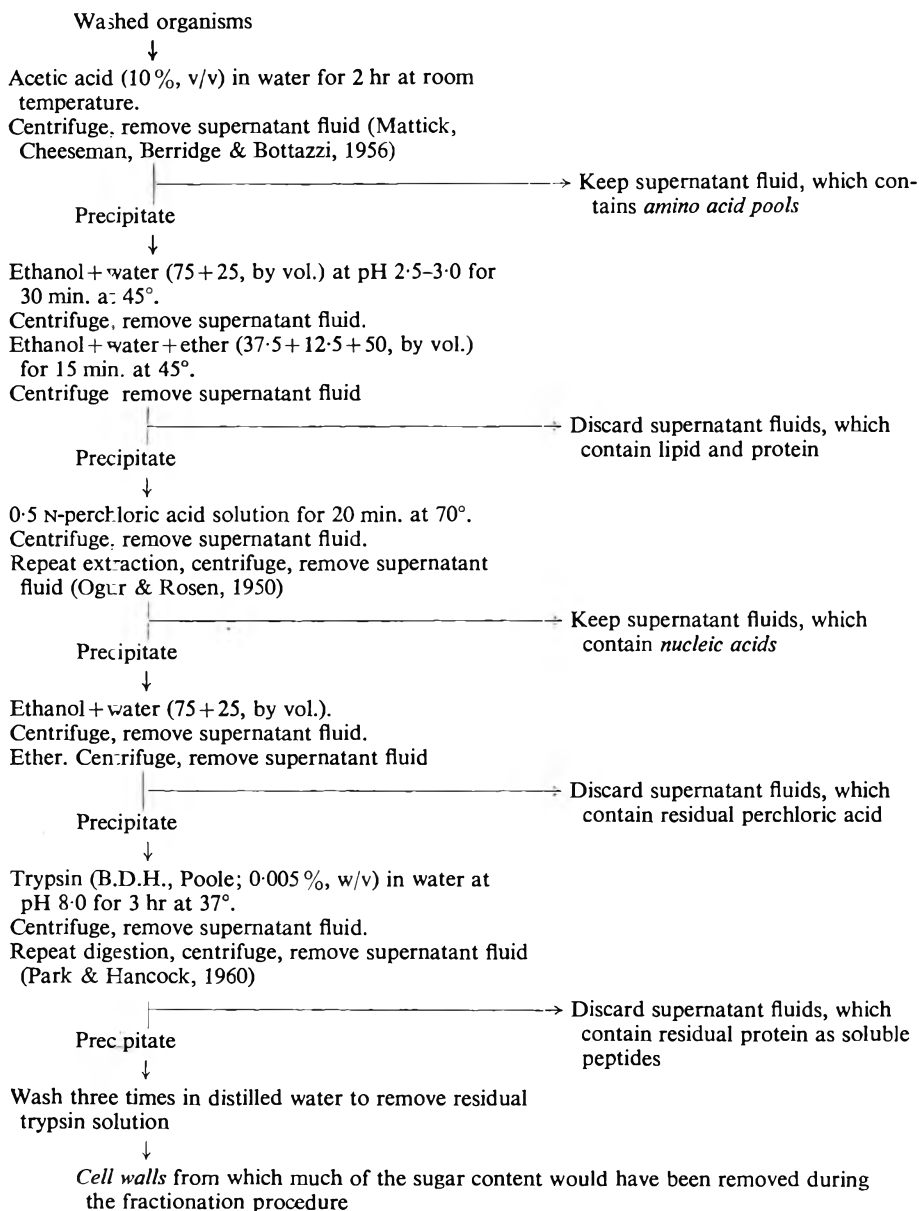 Washed organisms
↓
Acetic acid (10 %, v/v) in water for 2 hr at room
temperature.
Centrifuge, remove supernatant fluid (Mattick,
Cheeseman, Berridge & Bottazzi, 1956)
→ Keep supernatant fluid, which con-
tains amino acid pools
Precipitate
↓
Ethanol + water (75 + 25, by vol.) at pH 2·5–3·0 for
30 min. at 45°.
Centrifuge, remove supernatant fluid.
Ethanol + water + ether (37·5 + 12·5 + 50, by vol.)
for 15 min. at 45°.
Centrifuge remove supernatant fluid
→ Discard supernatant fluids, which
contain lipid and protein
Precipitate
↓
0·5 N-perchloric acid solution for 20 min. at 70°.
Centrifuge, remove supernatant fluid.
Repeat extraction, centrifuge, remove supernatant
fluid (Ogur & Rosen, 1950)
→ Keep supernatant fluids, which
contain nucleic acids
Precipitate
↓
Ethanol + water (75 + 25, by vol.).
Centrifuge, remove supernatant fluid.
Ether. Centrifuge, remove supernatant fluid
→ Discard supernatant fluids, which
contain residual perchloric acid
Precipitate
↓
Trypsin (B.D.H., Poole; 0·005 %, w/v) in water at
pH 8·0 for 3 hr at 37°.
Centrifuge, remove supernatant fluid.
Repeat digestion, centrifuge, remove supernatant fluid
(Park & Hancock, 1960)
→ Discard supernatant fluids, which
contain residual protein as soluble
peptides
Precipitate
↓
Wash three times in distilled water to remove residual
trypsin solution
↓
Cell walls from which much of the sugar content would have been removed during
the fractionation procedure